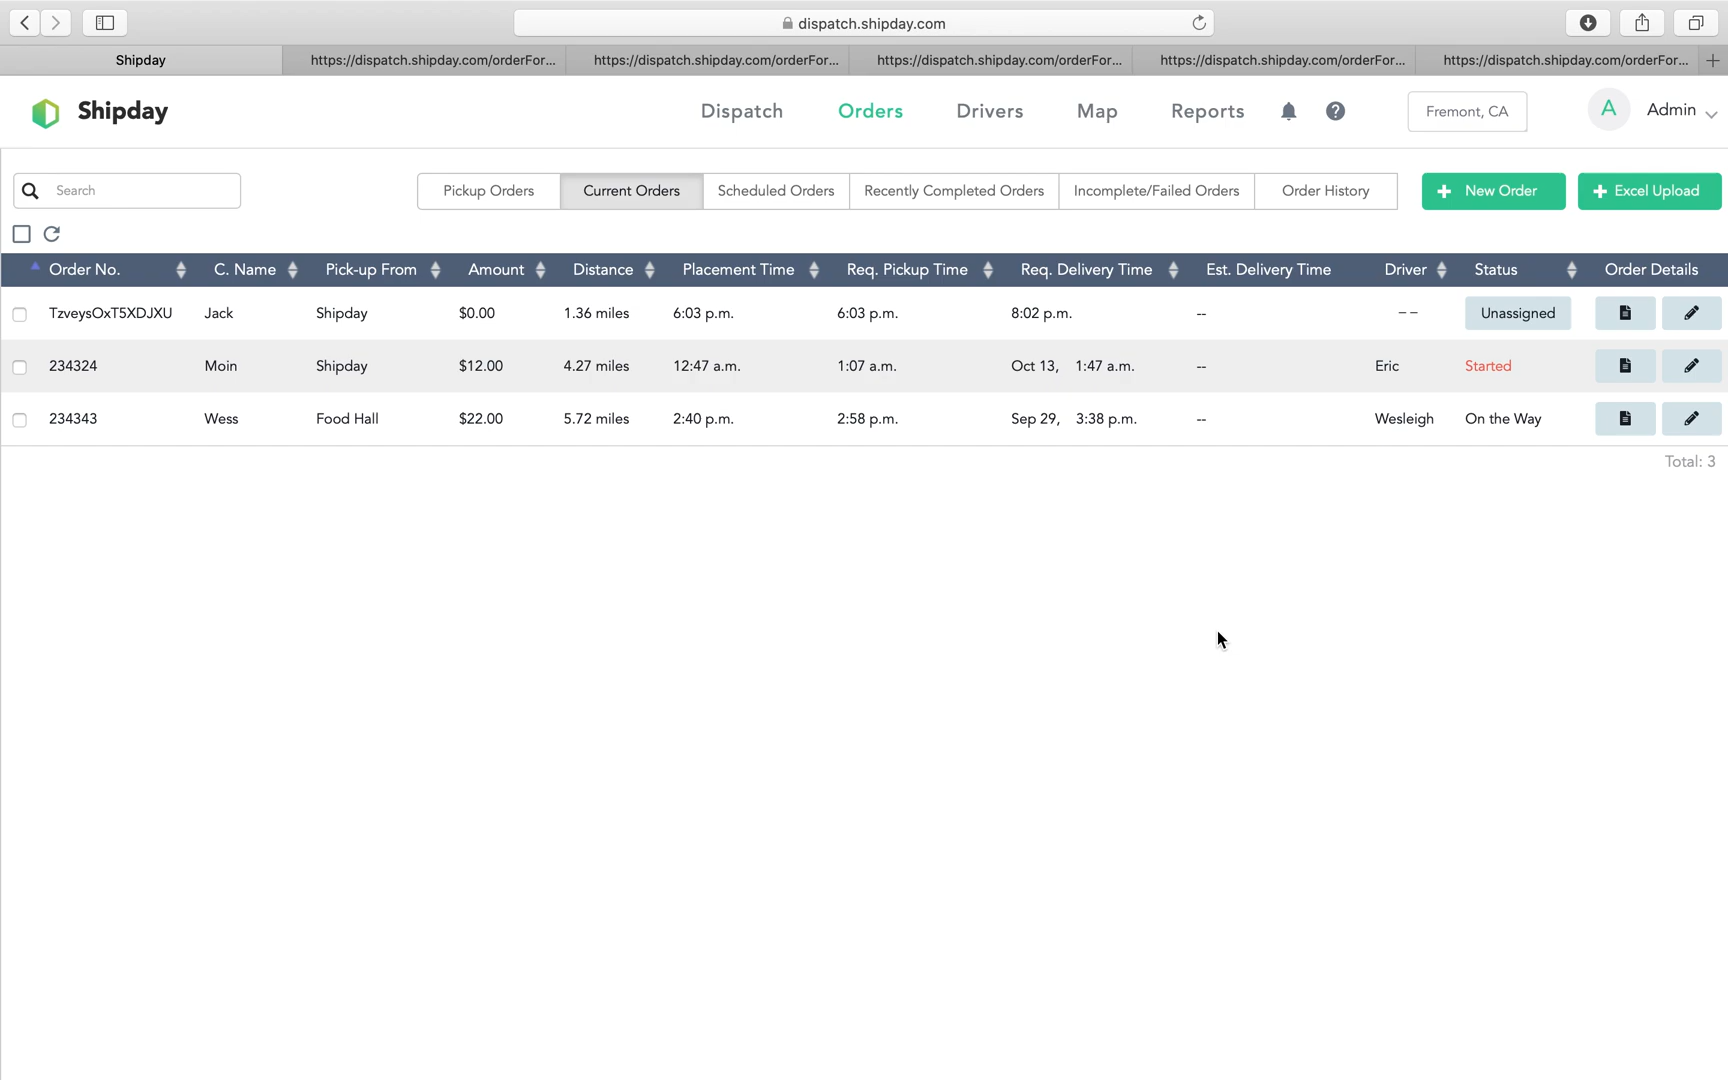 dispatch.shipday.com
Shipday https://dispatch.shipday.com/orderFor... https://dispatch.shipday.com/orderFor... https://dispatch.shipday.com/orderFor... https://dispatch.shipday.com/orderFor... https://dispatch.shipday.com/orderFor...
Shipday Dispatch Orders Drivers Map Reports Fremont, CA A Admin
Search Pickup Orders Current Orders Scheduled Orders Recently Completed Orders Incomplete/Failed Orders Order History New Order Excel Upload
Order No. C. Name Pick-up From Amount Distance Placement Time Req. Pickup Time Req. Delivery Time Est. Delivery Time Driver Status Order Details
TzveysOxT5XDJXU Jack Shipday $0.00 1.36 miles 6:03 p.m. 6:03 p.m. 8:02 p.m. -- -- Unassigned
234324 Moin Shipday $12.00 4.27 miles 12:47 a.m. 1:07 a.m. Oct 13, 1:47 a.m. -- Eric Started
234343 Wess Food Hall $22.00 5.72 miles 2:40 p.m. 2:58 p.m. Sep 29, 3:38 p.m. -- Wesleigh On the Way
Total: 3